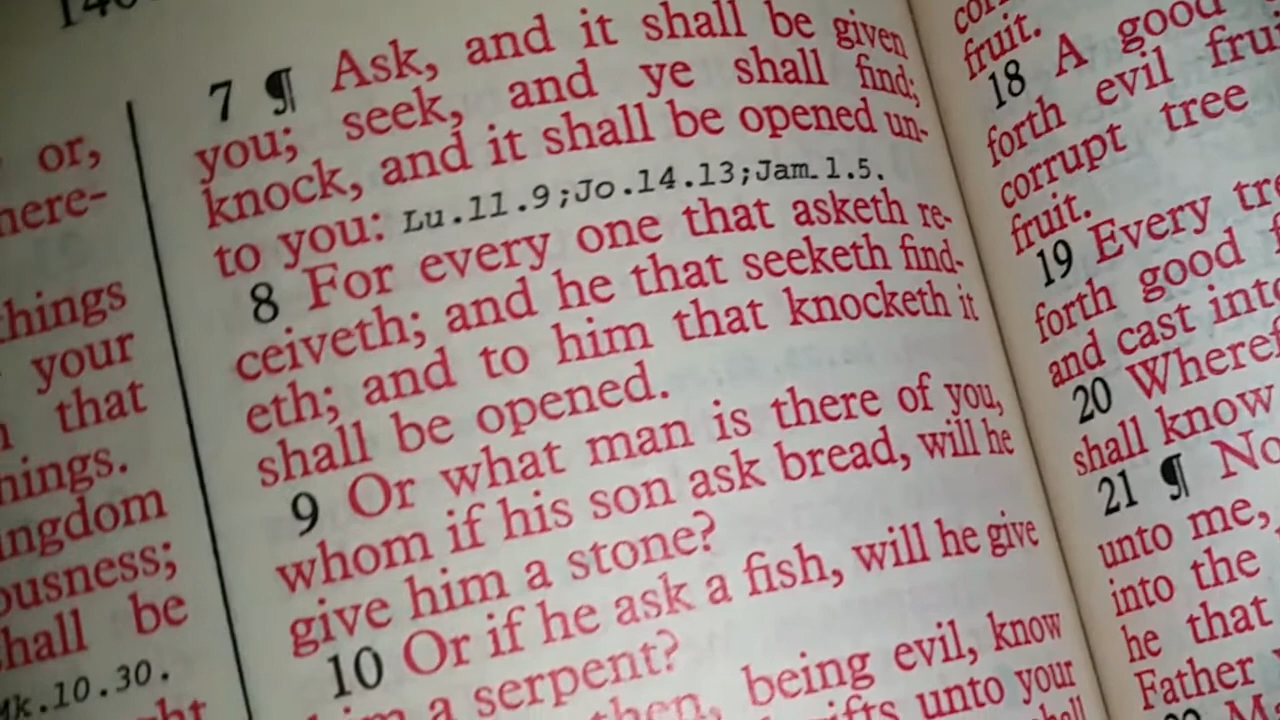 or,
here-
things
your
that
hings.
ngdom
ousness;
hall be
Mk.10.30.
7 ¶ Ask, and it shall be given
you; seek, and ye shall find;
knock, and it shall be opened un-
to you: Lu.11.9;Jo.14.13;Jam.1.5.
8 For every one that asketh re-
ceiveth; and he that seeketh find-
eth; and to him that knocketh it
shall be opened.
9 Or what man is there of you,
whom if his son ask bread, will he
give him a stone?
10 Or if he ask a fish, will he give
a serpent?
then, being evil, know
unto your
fruit.
18 A good
forth evil
corrupt tree
fruit.
19 Every
forth good
and cast into
20
shall know
21 ¶
unto me,
into the
he that
Father